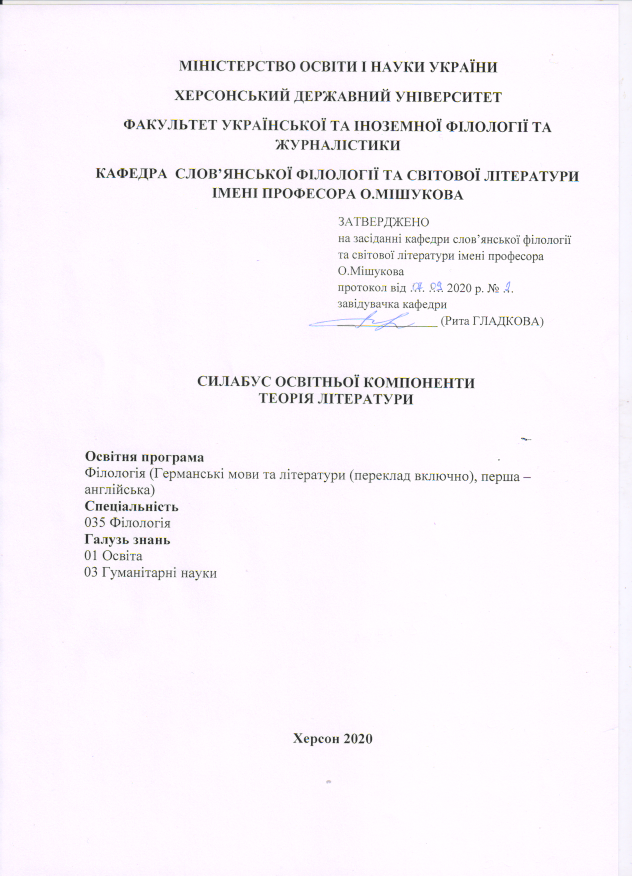 МІНІСТЕРСТВО ОСВІТИ І НАУКИ УКРАЇНИ
ХЕРСОНСЬКИЙ ДЕРЖАВНИЙ УНІВЕРСИТЕТ
ФАКУЛЬТЕТ УКРАЇНСЬКОЇ ТА ІНОЗЕМНОЇ ФІЛОЛОГІЇ ТА
ЖУРНАЛІСТИКИ
КАФЕДРА СЛОВ’ЯНСЬКОЇ ФІЛОЛОГІЇ ТА СВІТОВОЇ ЛІТЕРАТУРИ
ІМЕНІ ПРОФЕСОРА О.МІШУКОВА
ЗАТВЕРДЖЕНО
на засіданні кафедри слов’янської філології
та світової літератури імені професора
О.Мішукова
протокол від 2020 р. №
завідувачка кафедри
(Рита ГЛАДКОВА)
СИЛАБУС ОСВІТНЬОЇ КОМПОНЕНТИ
ТЕОРІЯ ЛІТЕРАТУРИ
Освітня програма
Філологія (Германські мови та літератури (переклад включно), перша –
англійська)
Спеціальність
035 Філологія
Галузь знань
01 Освіта
03 Гуманітарні науки
Херсон 2020